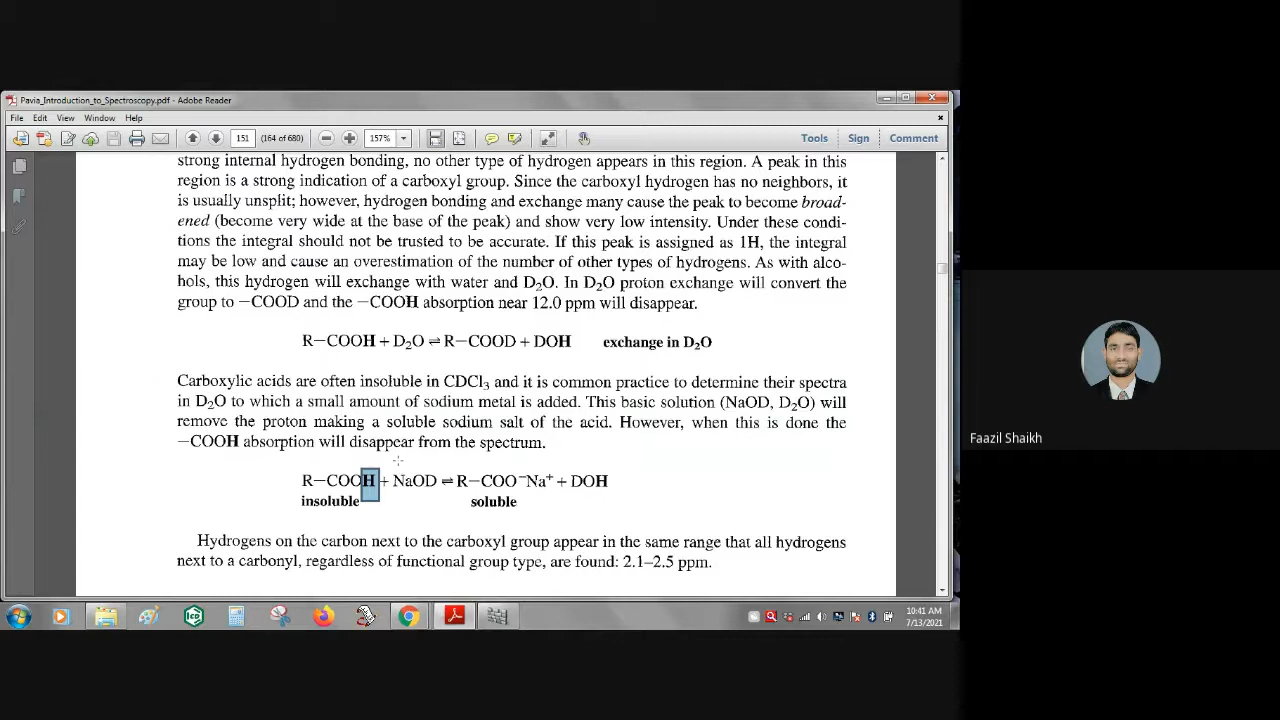 Pavia_Introduction_to_Spectroscopy.pdf - Adobe Reader
File Edit View Window Help
151 (164 of 680) 157% Tools Sign Comment
strong internal hydrogen bonding, no other type of hydrogen appears in this region. A peak in this
region is a strong indication of a carboxyl group. Since the carboxyl hydrogen has no neighbors, it
is usually unsplit; however, hydrogen bonding and exchange many cause the peak to become broad-
ened (become very wide at the base of the peak) and show very low intensity. Under these condi-
tions the integral should not be trusted to be accurate. If this peak is assigned as 1H, the integral
may be low and cause an overestimation of the number of other types of hydrogens. As with alco-
hols, this hydrogen will exchange with water and D₂O. In D₂O proton exchange will convert the
group to −COOD and the −COOH absorption near 12.0 ppm will disappear.
R−COOH + D₂O ⇌ R−COOD + DOH exchange in D₂O
Carboxylic acids are often insoluble in CDCl₃ and it is common practice to determine their spectra
in D₂O to which a small amount of sodium metal is added. This basic solution (NaOD, D₂O) will
remove the proton making a soluble sodium salt of the acid. However, when this is done the
−COOH absorption will disappear from the spectrum.
R−COOH + NaOD ⇌ R−COO⁻Na⁺ + DOH
insoluble soluble
Hydrogens on the carbon next to the carboxyl group appear in the same range that all hydrogens
next to a carbonyl, regardless of functional group type, are found: 2.1–2.5 ppm.
Faazil Shaikh
10:41 AM
7/13/2021